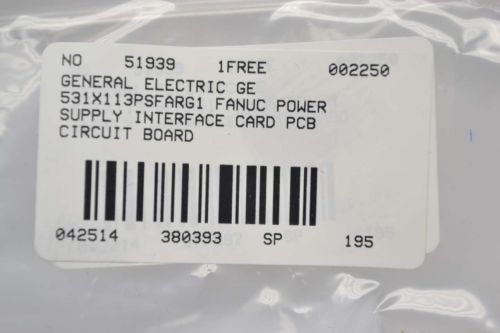 NO 51939 1FREE 002250
GENERAL ELECTRIC GE
531X113PSFARG1 FANUC POWER
SUPPLY INTERFACE CARD PCB
CIRCUIT BOARD
042514 380393 SP 195